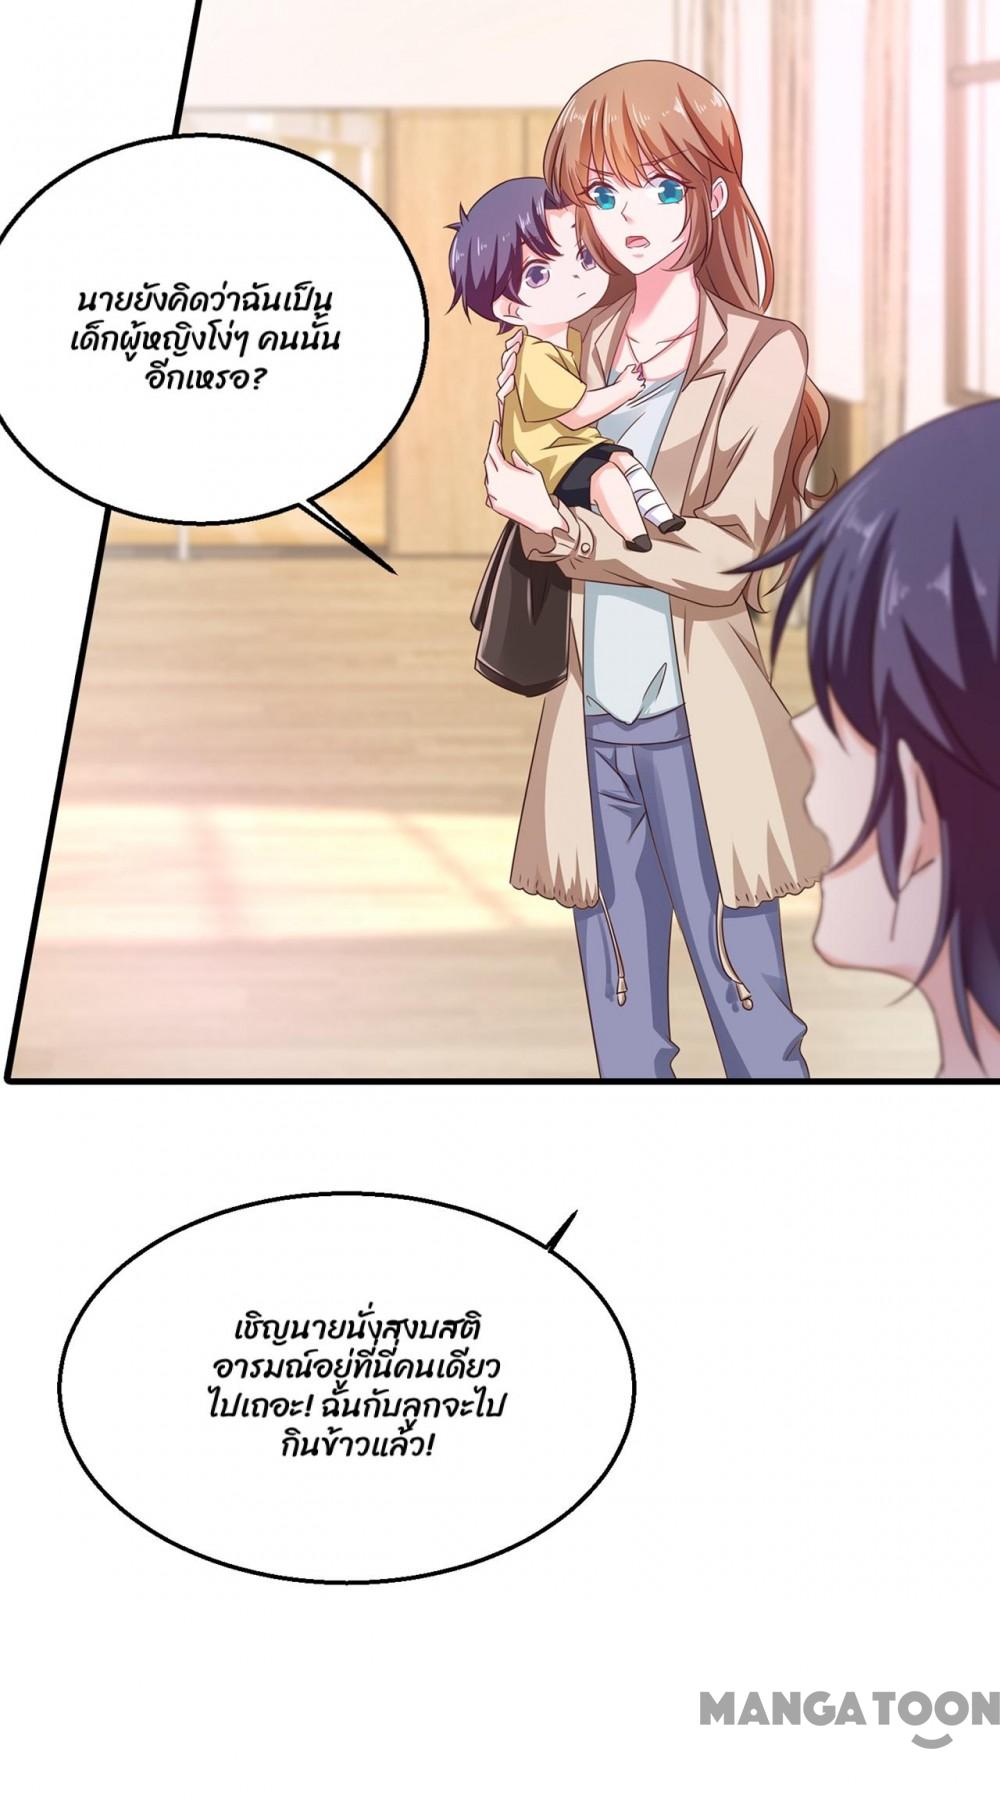 นายยังคิดว่าฉันเป็น
เด็กผู้หญิงโง่ๆ คนนั้น
อีกเหรอ?
เชิญนายนั่งสงบสติ
อารมณ์อยู่ที่นี่คนเดียว
ไปเถอะ! ฉันกับลูกจะไป
กินข้าวแล้ว!
MANGATOON